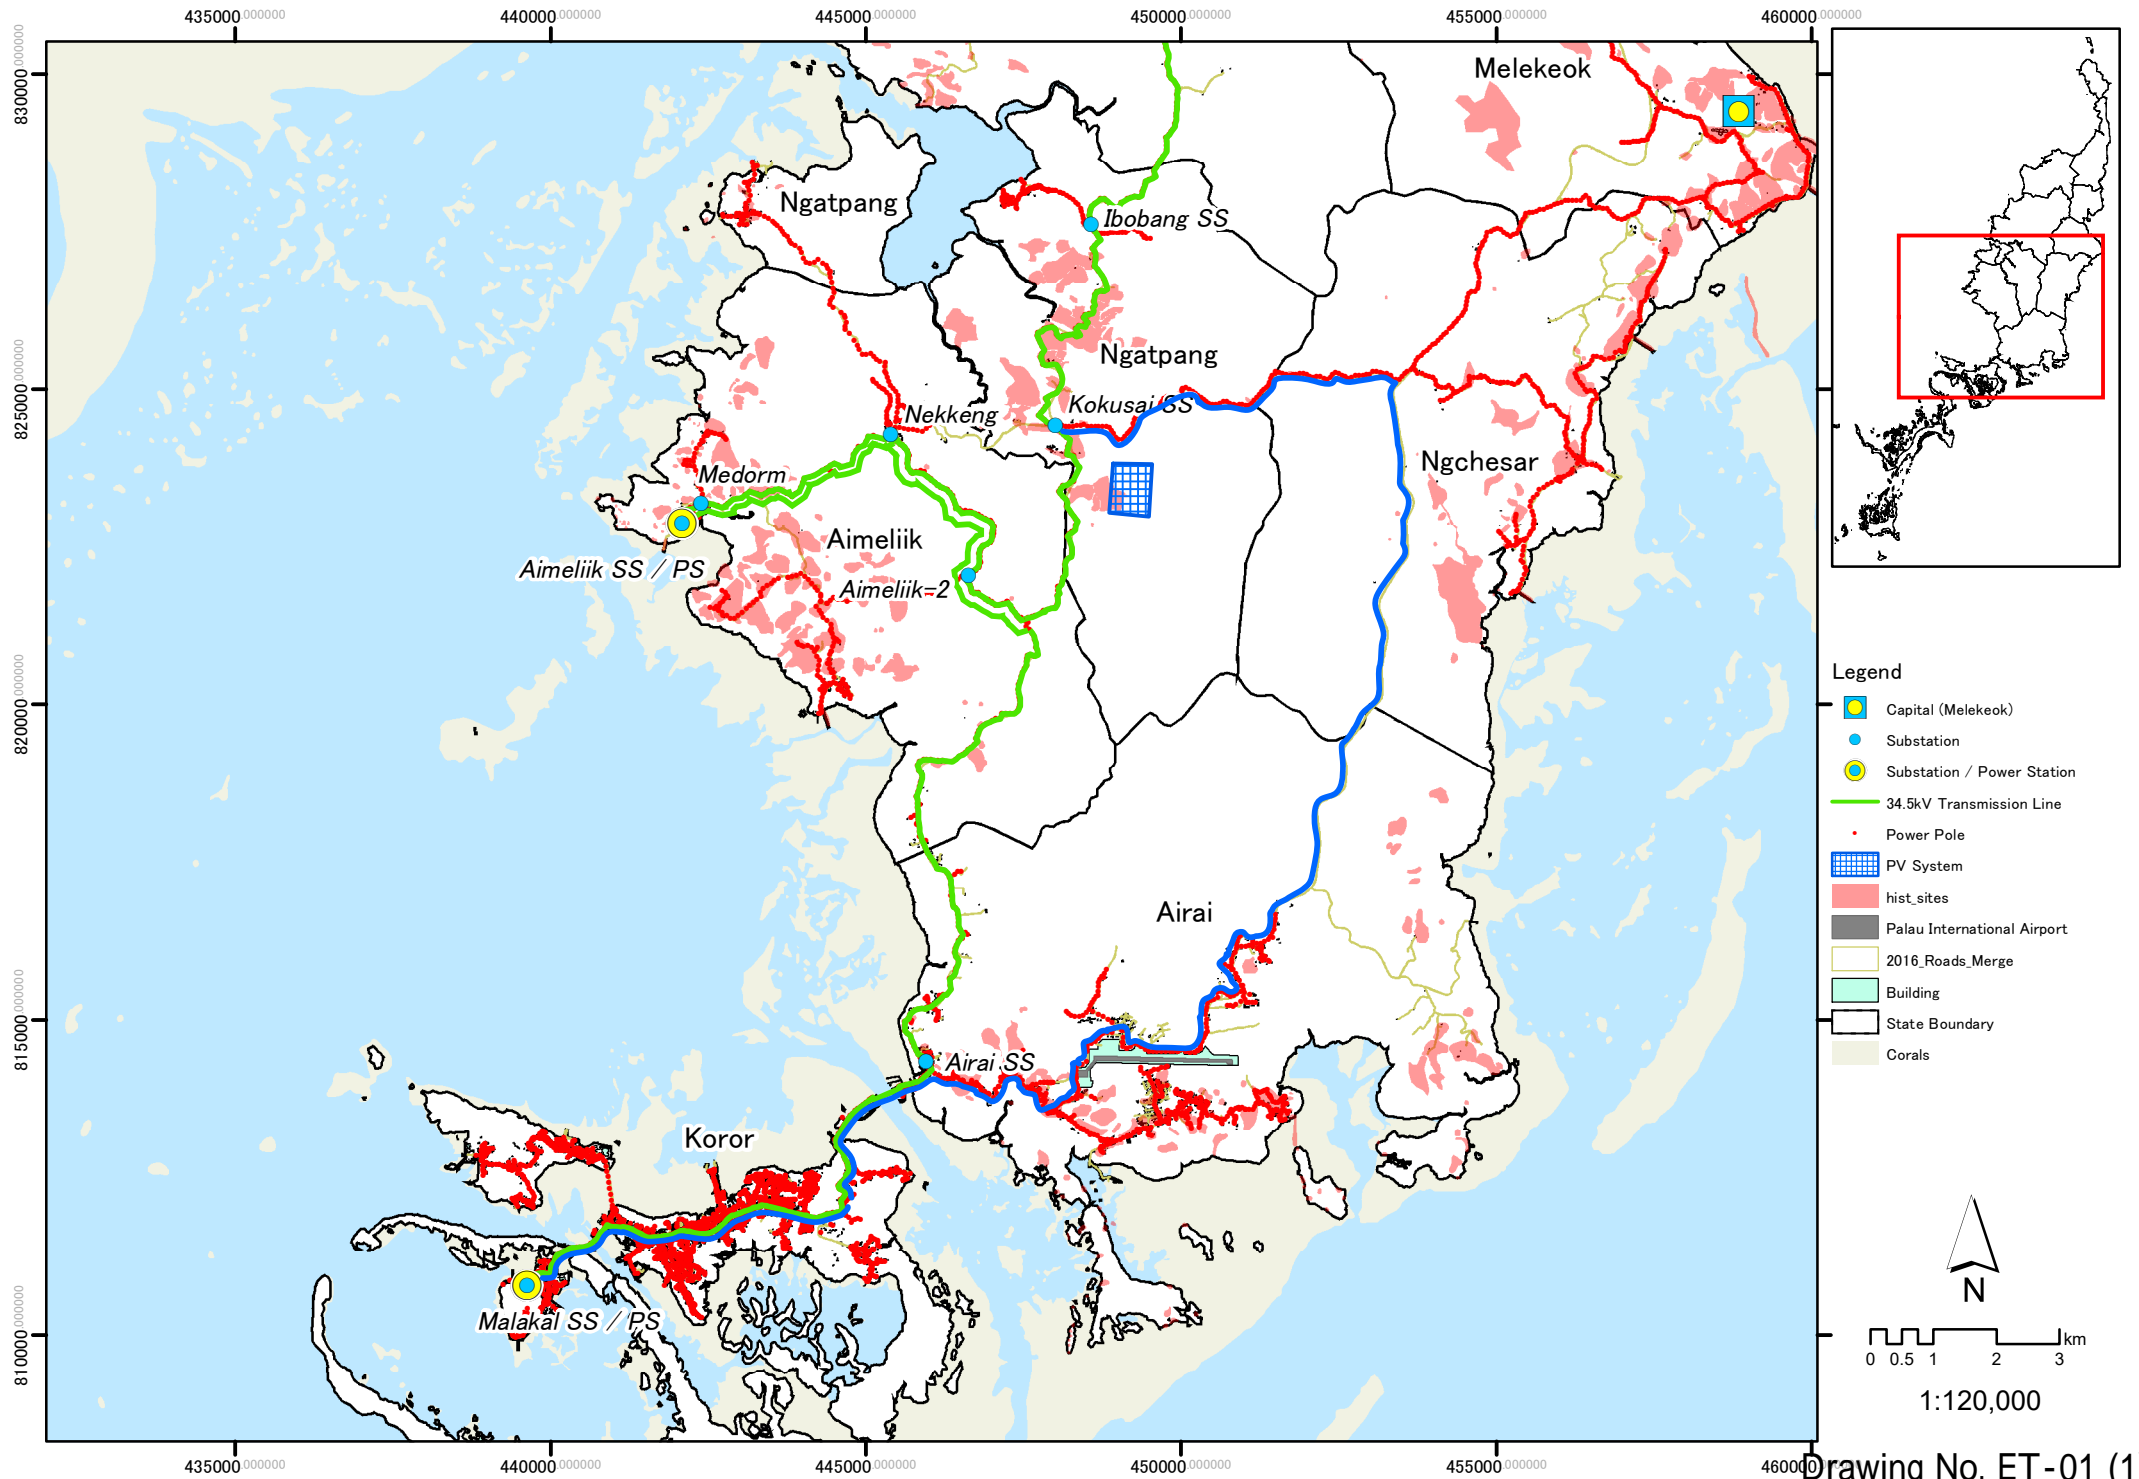 435000.000000 440000.000000 445000.000000 450000.000000 455000.000000 460000.000000
830000.000000
825000.000000
820000.000000
815000.000000
810000.000000
Melekeok
Ngatpang
Ibobang SS
Ngatpang
Kokusai SS
Nekkeng
Ngchesar
Medorm
Aimeliik
Aimeliik SS / PS
Aimeliik-2
Airai
Airai SS
Koror
Malakal SS / PS
Legend
Capital (Melekeok)
Substation
Substation / Power Station
34.5kV Transmission Line
Power Pole
PV System
hist_sites
Palau International Airport
2016_Roads_Merge
Building
State Boundary
Corals
N
km
0 0.5 1 2 3
1:120,000
435000.000000 440000.000000 445000.000000 450000.000000 455000.000000 460000.000000
Drawing No. ET-01 (1